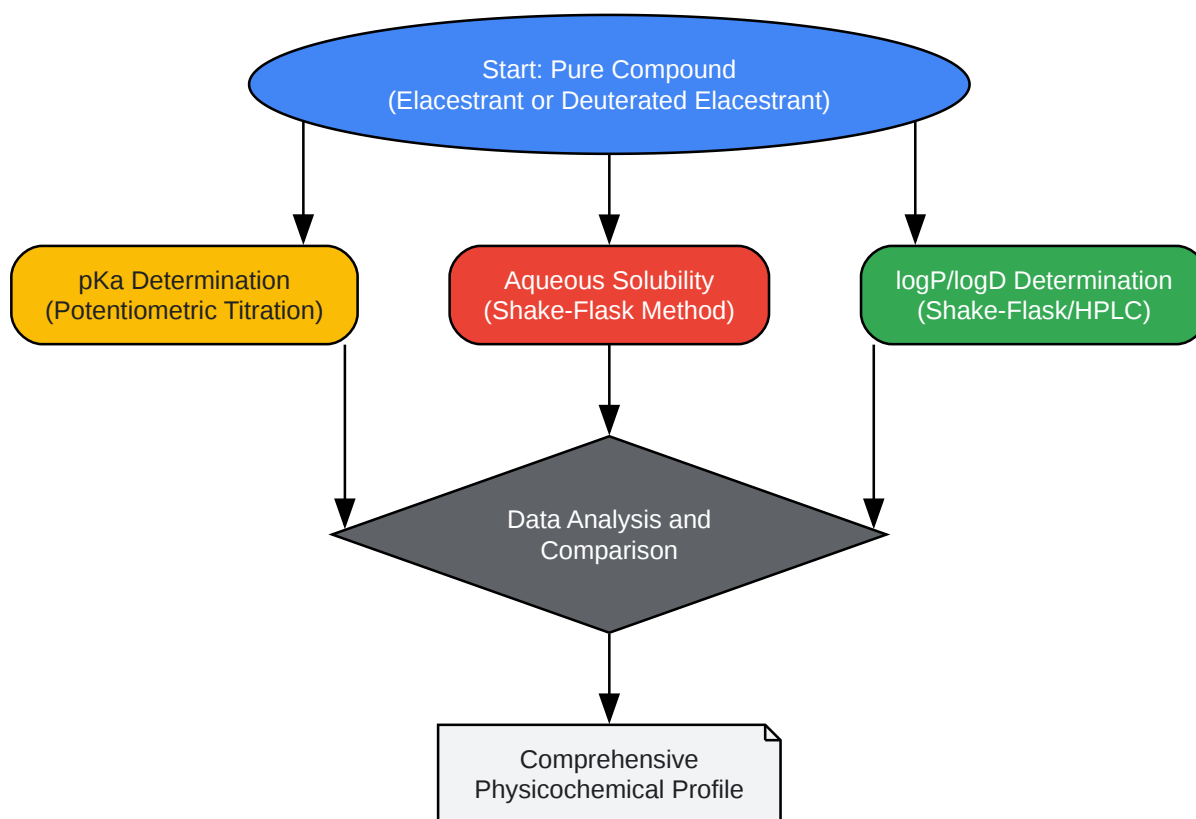 Start: Pure Compound
(Elacestrant or Deuterated Elacestrant)
pKa Determination
(Potentiometric Titration)
Aqueous Solubility
(Shake-Flask Method)
logP/logD Determination
(Shake-Flask/HPLC)
Data Analysis and
Comparison
Comprehensive
Physicochemical Profile